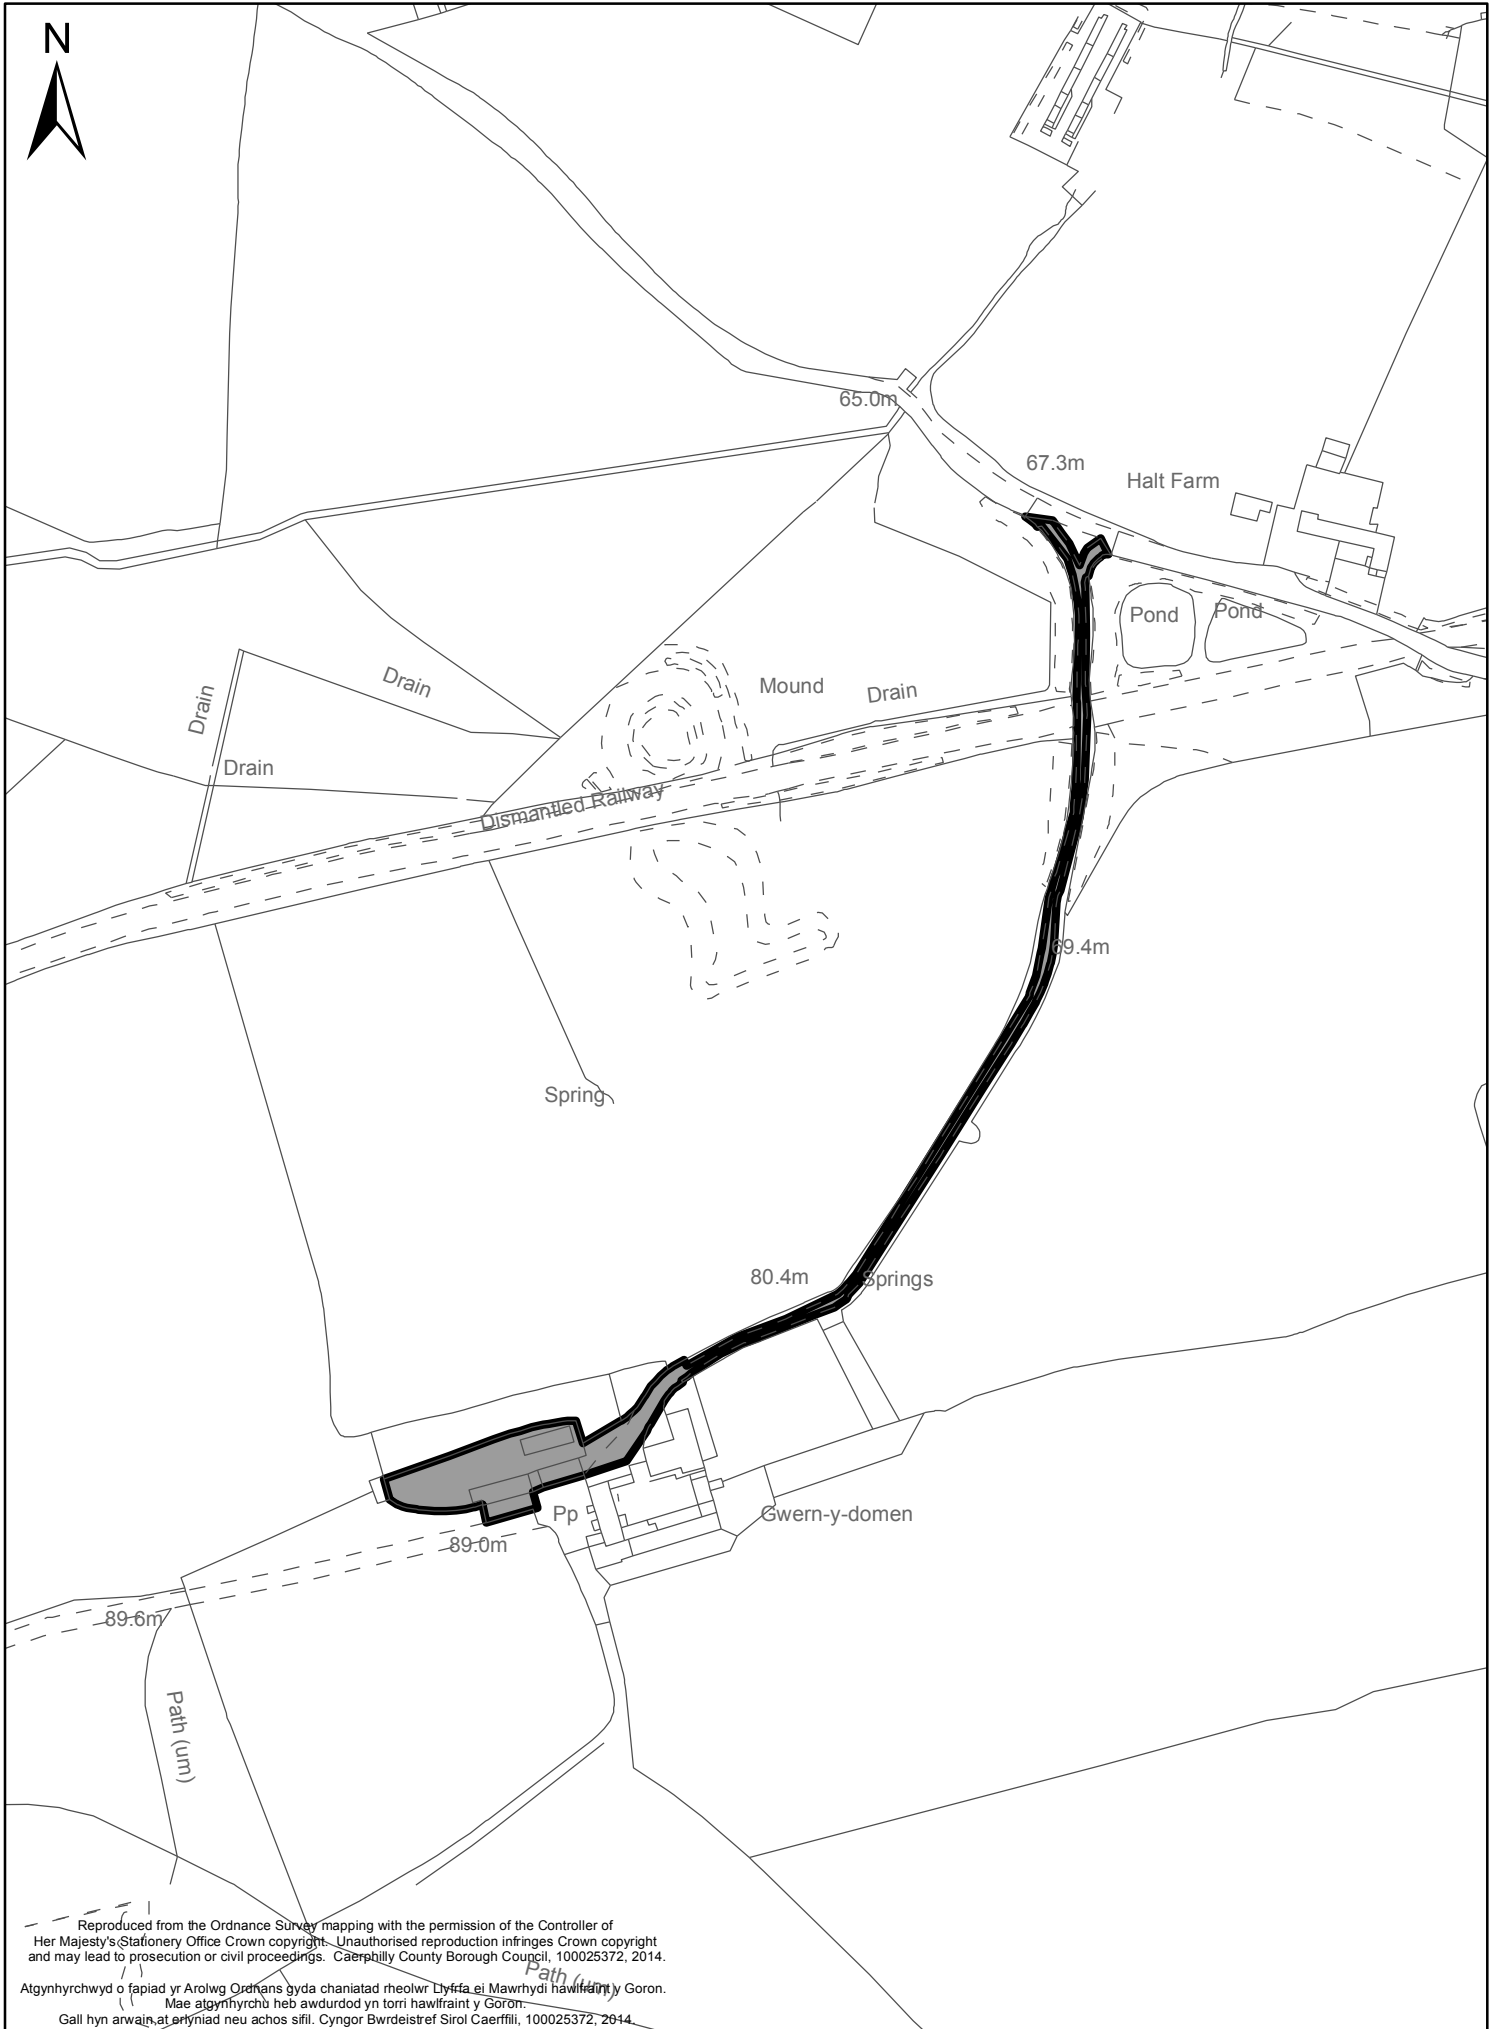 N
65.0m
67.3m
Halt Farm
Pond
Pond
Mound
Drain
Drain
Drain
Drain
Dismantled Railway
69.4m
Spring
80.4m
Springs
Pp
Gwern-y-domen
89.0m
89.6m
Path (um)
Reproduced from the Ordnance Survey mapping with the permission of the Controller of
Her Majesty's Stationery Office Crown copyright. Unauthorised reproduction infringes Crown copyright
and may lead to prosecution or civil proceedings. Caerphilly County Borough Council, 100025372, 2014.
Path (um)
Atgynhyrchwyd o fapiad yr Arolwg Ordnans gyda chaniatad rheolwr Llyfrfa ei Mawrhydi hawlfraint y Goron.
Mae atgynhyrchu heb awdurdod yn torri hawlfraint y Goron.
Gall hyn arwain at erlyniad neu achos sifil. Cyngor Bwrdeistref Sirol Caerffili, 100025372, 2014.